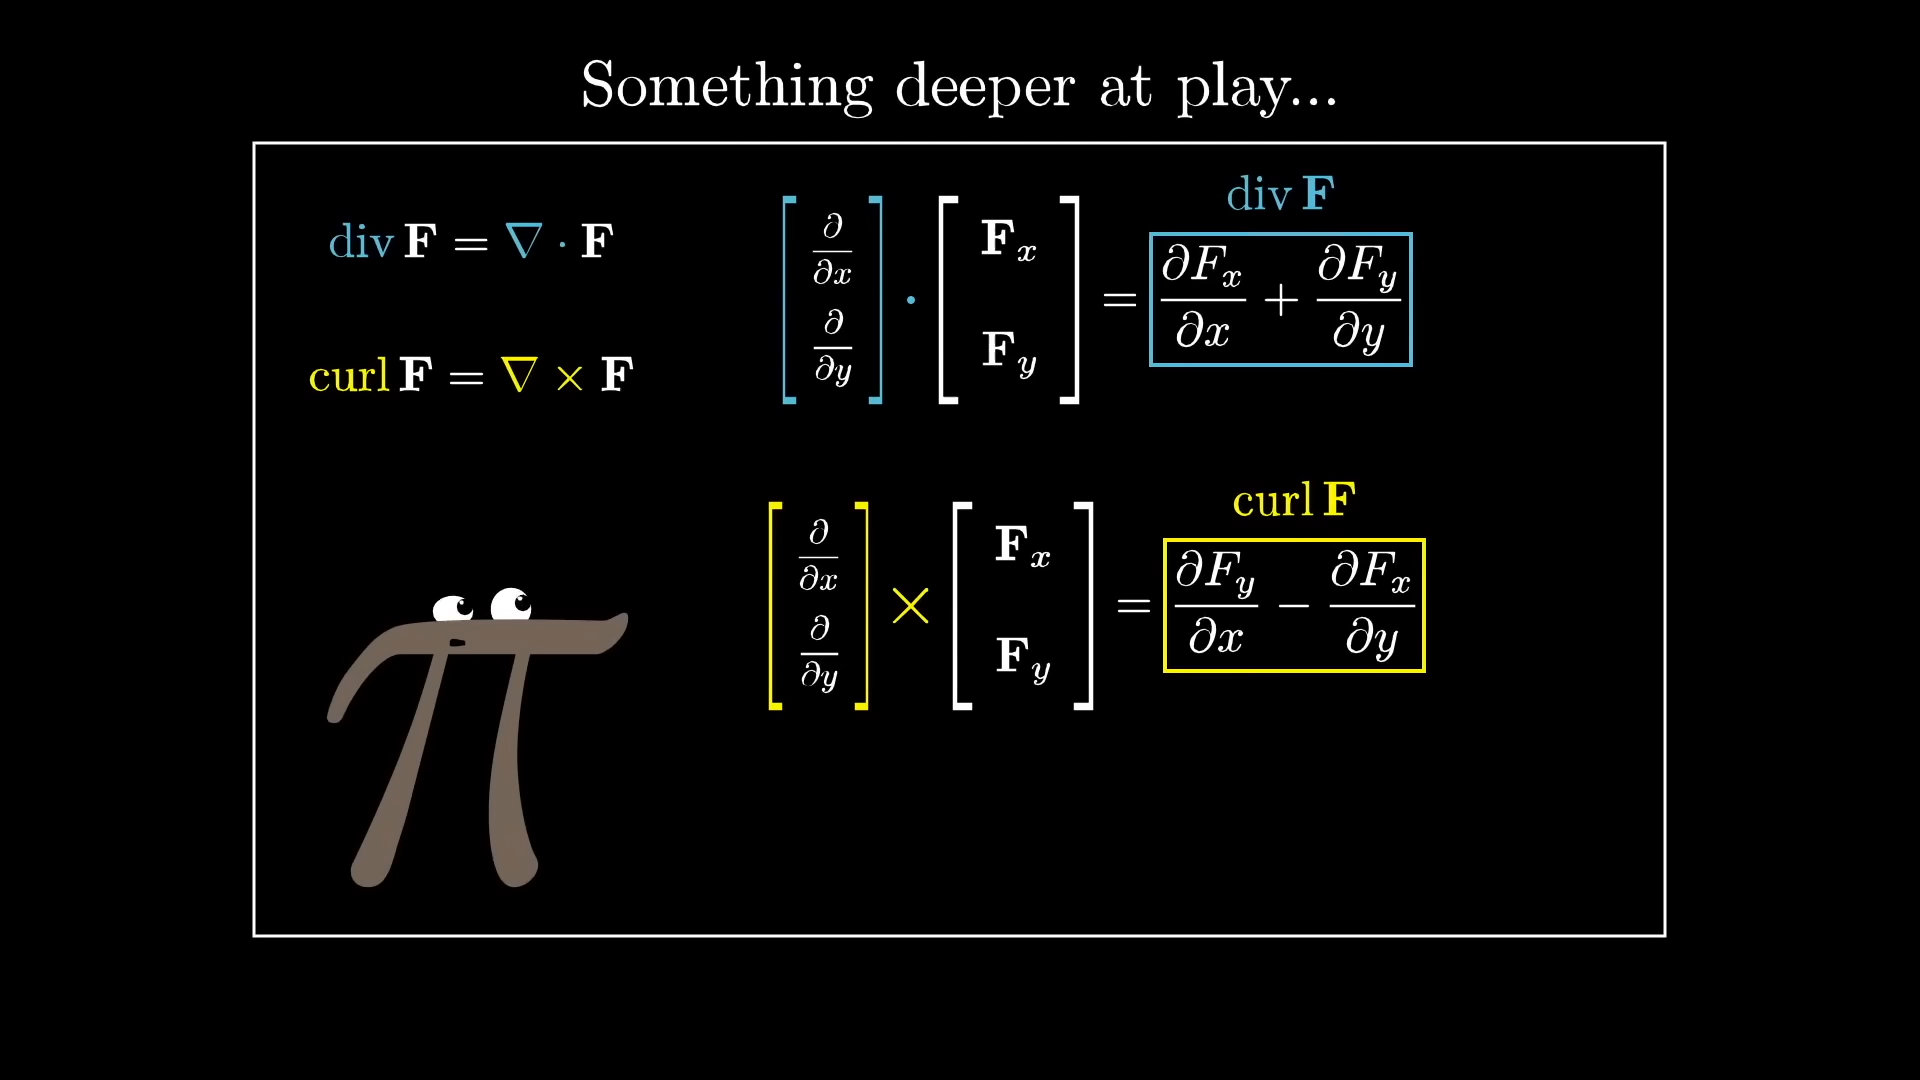 Something deeper at play...
div F = ∇ · F
curl F = ∇ × F
[∂/∂x ∂/∂y] · [F_x F_y] = ∂F_x/∂x + ∂F_y/∂y
div F
[∂/∂x ∂/∂y] × [F_x F_y] = ∂F_y/∂x − ∂F_x/∂y
curl F